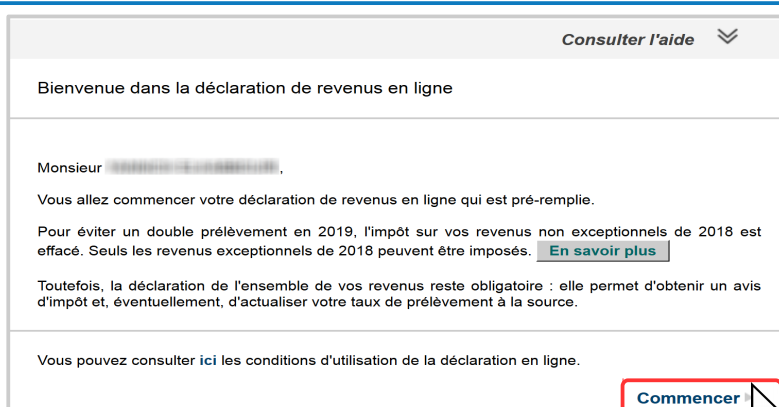 Consulter l'aide
Bienvenue dans la déclaration de revenus en ligne
Monsieur ,
Vous allez commencer votre déclaration de revenus en ligne qui est pré-remplie.
Pour éviter un double prélèvement en 2019, l'impôt sur vos revenus non exceptionnels de 2018 est
effacé. Seuls les revenus exceptionnels de 2018 peuvent être imposés. En savoir plus
Toutefois, la déclaration de l'ensemble de vos revenus reste obligatoire : elle permet d'obtenir un avis
d'impôt et, éventuellement, d'actualiser votre taux de prélèvement à la source.
Vous pouvez consulter ici les conditions d'utilisation de la déclaration en ligne.
Commencer